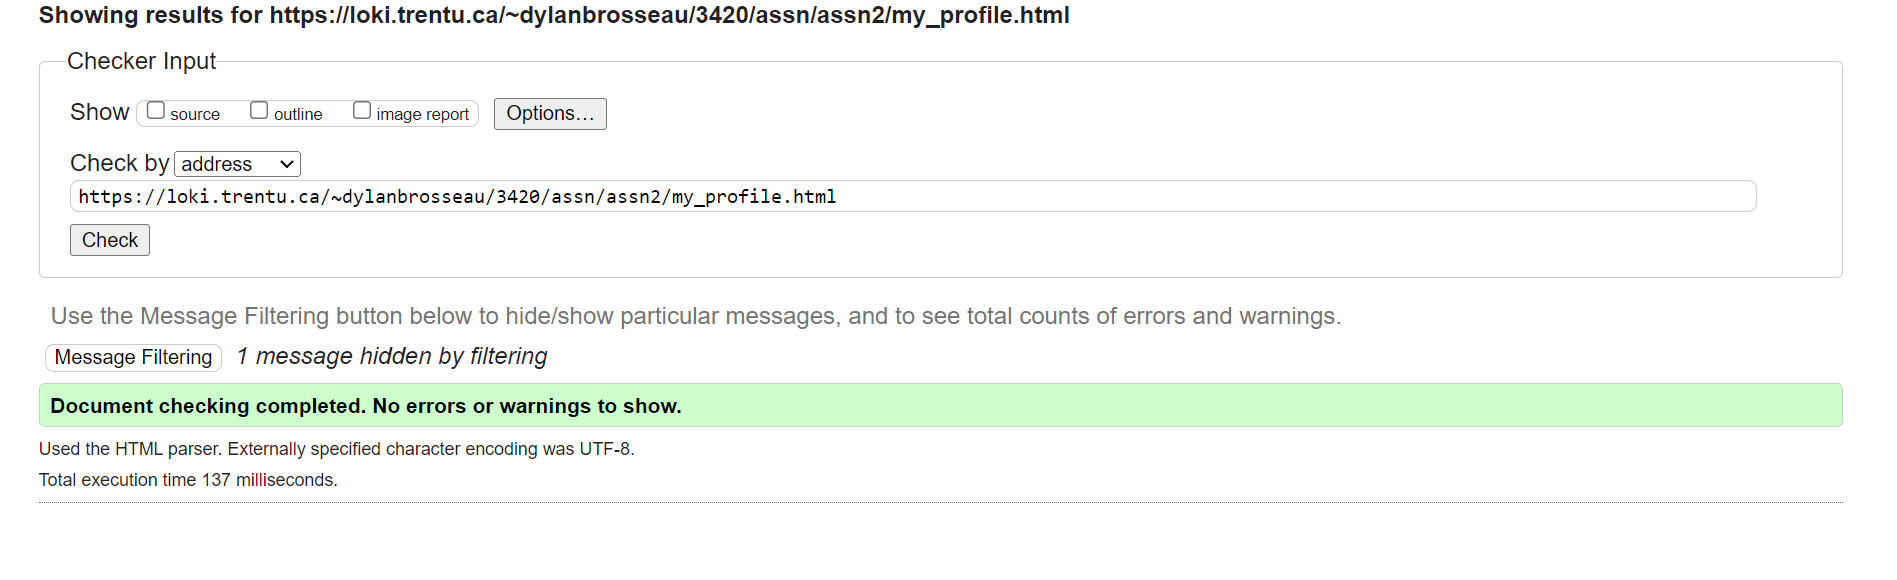 Showing results for https://loki.trentu.ca/~dylanbrosseau/3420/assn/assn2/my_profile.html
Checker Input
Show source outline image report Options...
Check by address
https://loki.trentu.ca/~dylanbrosseau/3420/assn/assn2/my_profile.html
Check
Use the Message Filtering button below to hide/show particular messages, and to see total counts of errors and warnings.
Message Filtering 1 message hidden by filtering
Document checking completed. No errors or warnings to show.
Used the HTML parser. Externally specified character encoding was UTF-8.
Total execution time 137 milliseconds.